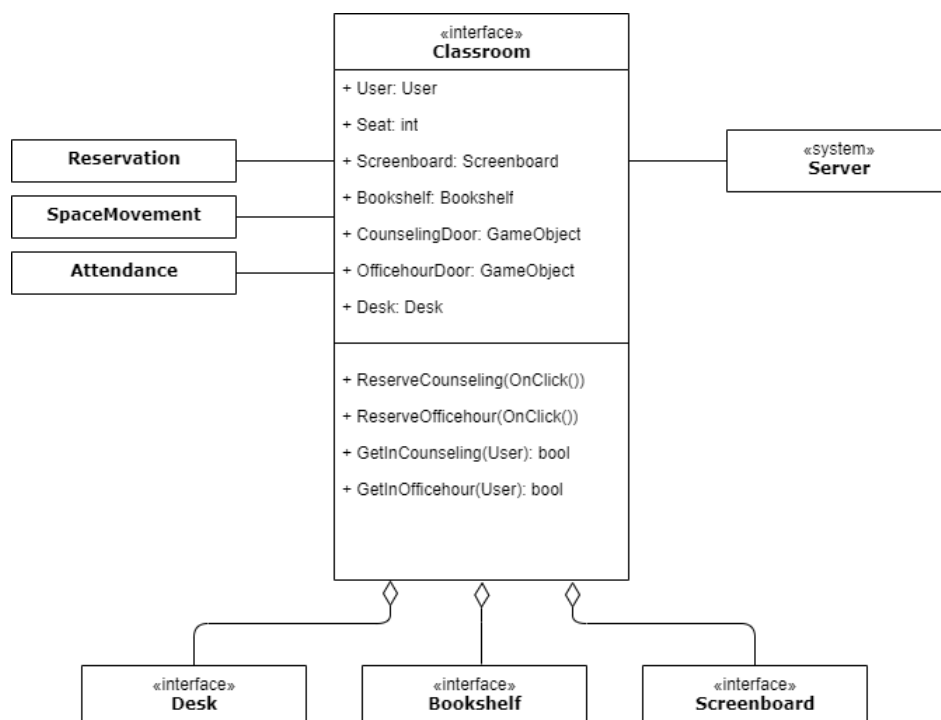 «interface»
Classroom
+ User: User
+ Seat: int
+ Screenboard: Screenboard
+ Bookshelf: Bookshelf
+ CounselingDoor: GameObject
+ OfficehourDoor: GameObject
+ Desk: Desk
+ ReserveCounseling(OnClick())
+ ReserveOfficehour(OnClick())
+ GetInCounseling(User): bool
+ GetInOfficehour(User): bool
Reservation
SpaceMovement
Attendance
«system»
Server
«interface»
Desk
«interface»
Bookshelf
«interface»
Screenboard